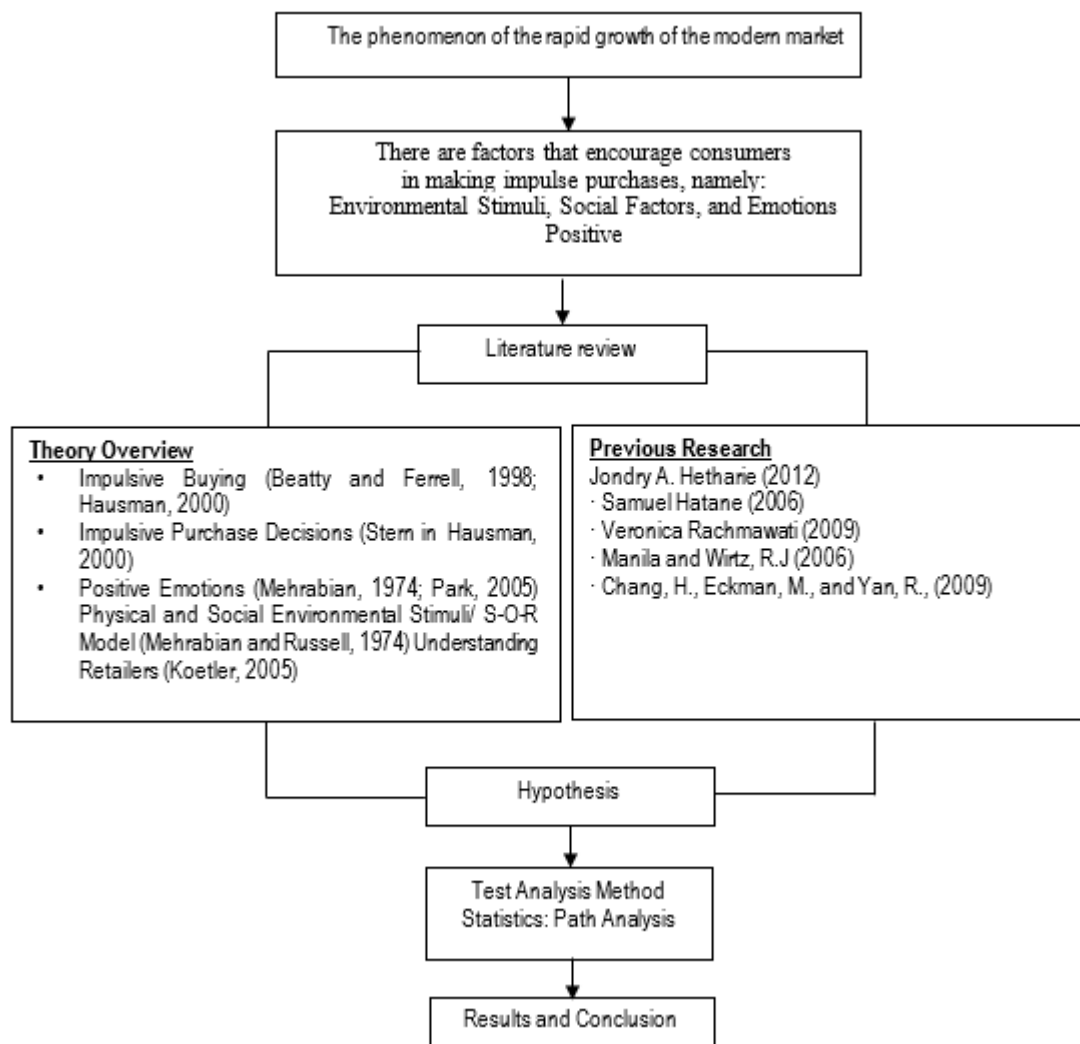 The phenomenon of the rapid growth of the modern market
There are factors that encourage consumers
in making impulse purchases, namely:
Environmental Stimuli, Social Factors, and Emotions
Positive
Literature review
Theory Overview
• Impulsive Buying (Beatty and Ferrell, 1998;
Hausman, 2000)
• Impulsive Purchase Decisions (Stern in Hausman,
2000)
• Positive Emotions (Mehrabian, 1974; Park, 2005)
Physical and Social Environmental Stimuli/ S-O-R
Model (Mehrabian and Russell, 1974) Understanding
Retailers (Koetler, 2005)
Previous Research
Jondry A. Hetharie (2012)
· Samuel Hatane (2006)
· Veronica Rachmawati (2009)
· Manila and Wirtz, R.J (2006)
· Chang, H., Eckman, M., and Yan, R., (2009)
Hypothesis
Test Analysis Method
Statistics: Path Analysis
Results and Conclusion